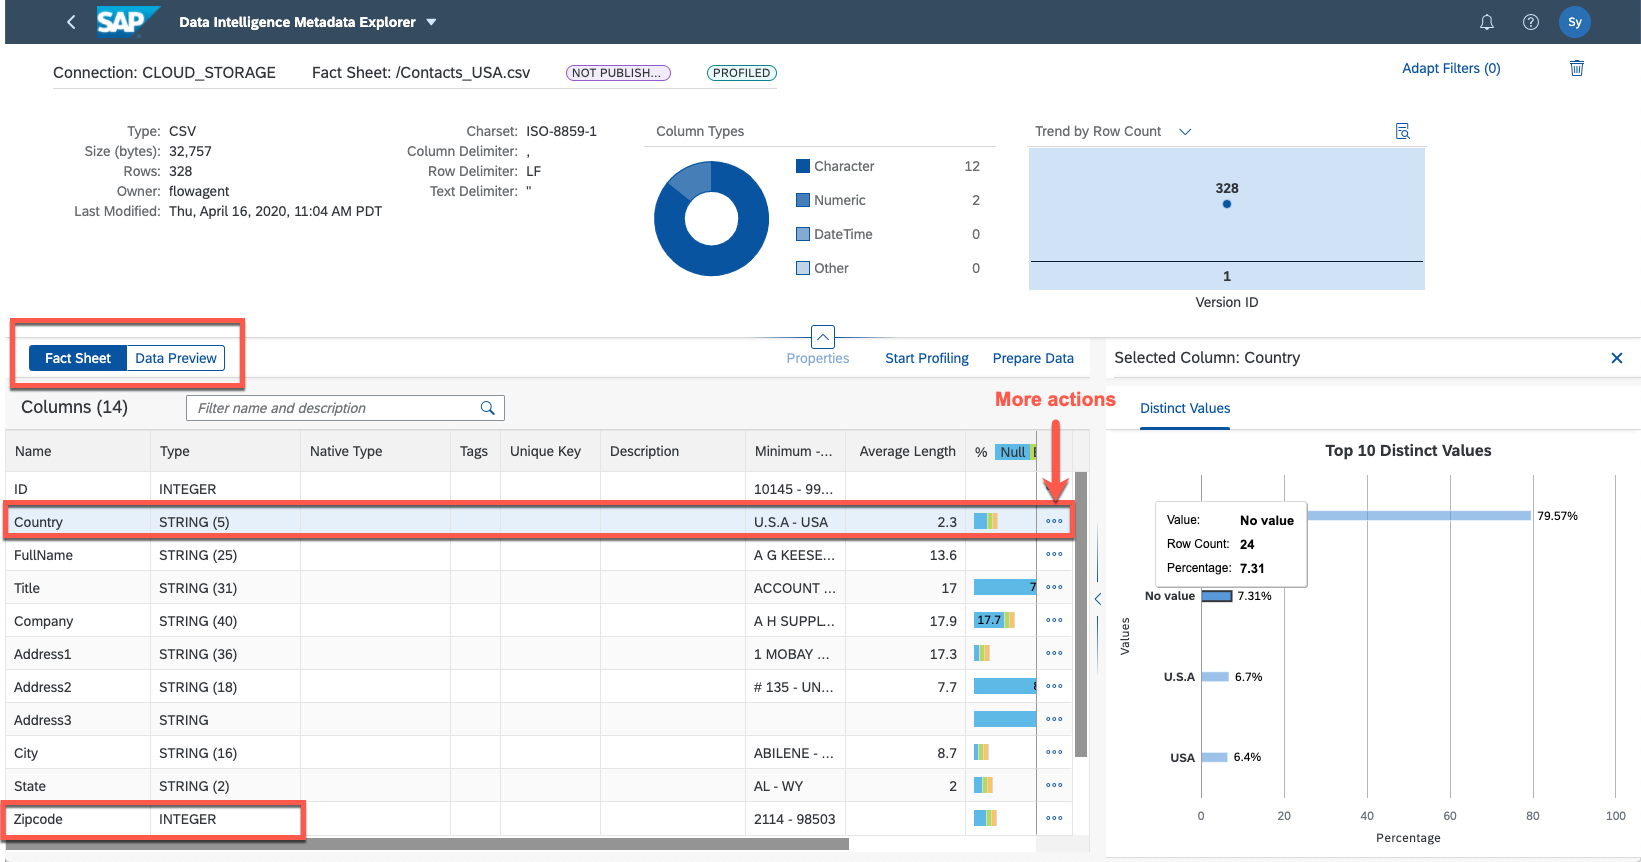 SAP Data Intelligence Metadata Explorer Sy
Connection: CLOUD_STORAGE Fact Sheet: /Contacts_USA.csv NOT PUBLISH... PROFILED Adapt Filters (0)
Type: CSV
Size (bytes): 32,757
Rows: 328
Owner: flowagent
Last Modified: Thu, April 16, 2020, 11:04 AM PDT
Charset: ISO-8859-1
Column Delimiter: ,
Row Delimiter: LF
Text Delimiter: "
Column Types
Character 12
Numeric 2
DateTime 0
Other 0
Trend by Row Count
328
1
Version ID
Fact Sheet Data Preview Properties Start Profiling Prepare Data
Columns (14) Filter name and description More actions
Name Type Native Type Tags Unique Key Description Minimum -... Average Length % Null
ID INTEGER 10145 - 99...
Country STRING (5) U.S.A - USA 2.3
FullName STRING (25) A G KEESE... 13.6
Title STRING (31) ACCOUNT ... 17 7
Company STRING (40) A H SUPPL... 17.9 17.7
Address1 STRING (36) 1 MOBAY ... 17.3
Address2 STRING (18) # 135 - UN... 7.7
Address3 STRING
City STRING (16) ABILENE - ... 8.7
State STRING (2) AL - WY 2
Zipcode INTEGER 2114 - 98503
Selected Column: Country
Distinct Values
Top 10 Distinct Values
79.57%
Value: No value
Row Count: 24
Percentage: 7.31
No value 7.31%
U.S.A 6.7%
USA 6.4%
Values
0 20 40 60 80 100
Percentage